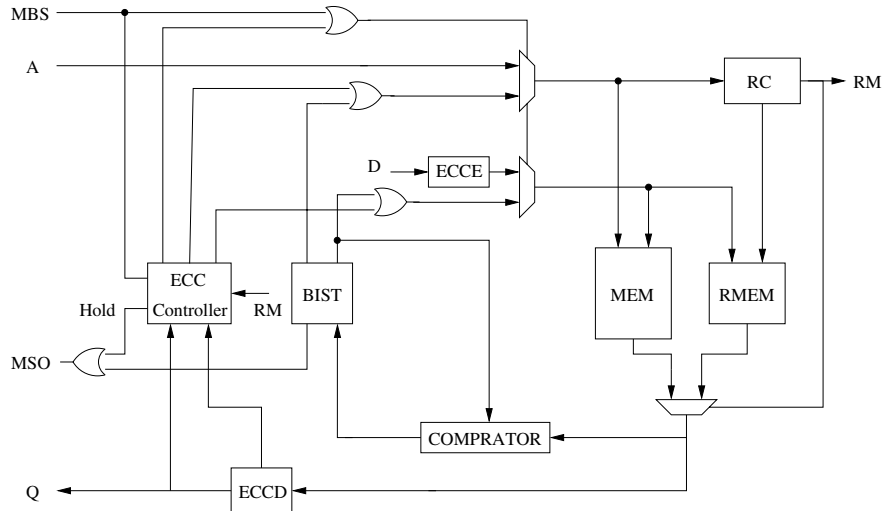 MBS
A
RC
RM
D
ECCE
ECC
Controller
BIST
MEM
RMEM
Hold
RM
MSO
COMPRATOR
Q
ECCD